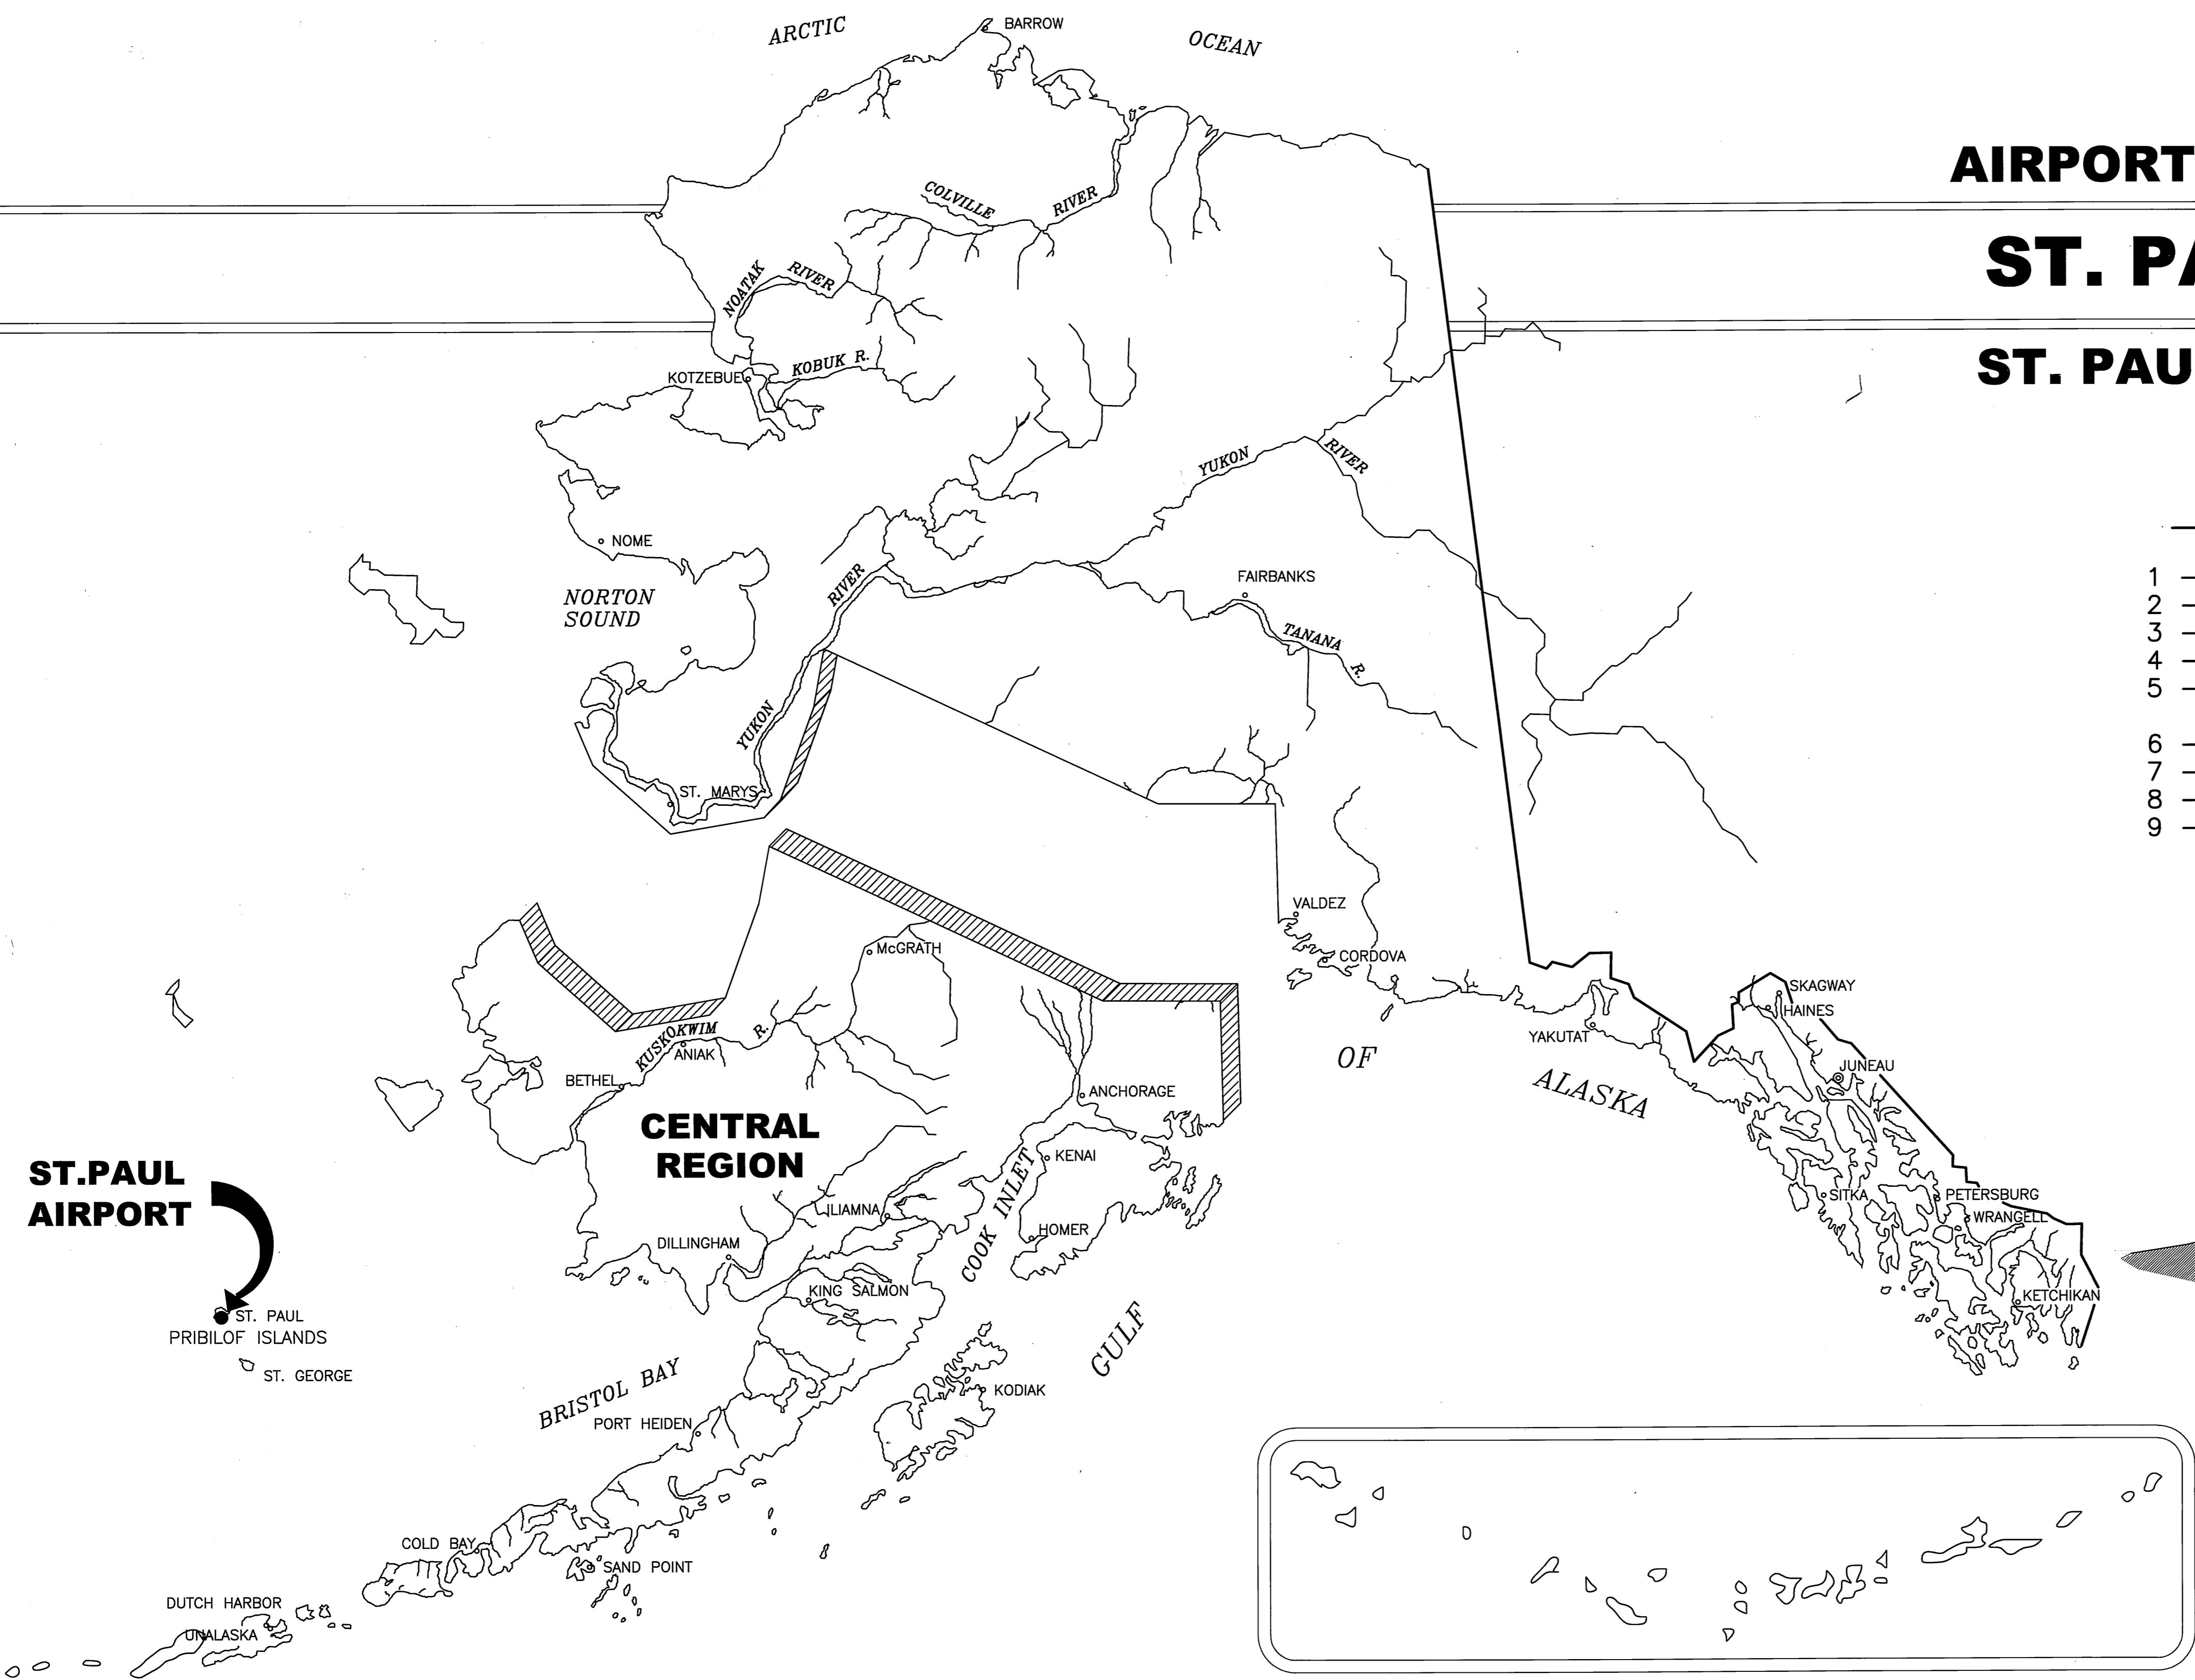 ARCTIC
OCEAN
BARROW
AIRPORT
COLVILLE
RIVER
ST. PA
NOATAK
RIVER
ST. PAU
KOBUK R.
KOTZEBUE
YUKON
RIVER
NOME
NORTON
SOUND
RIVER
FAIRBANKS
TANANA
R.
1
2
3
4
5
6
7
8
9
YUKON
ST. MARYS
VALDEZ
McGRATH
CORDOVA
SKAGWAY
HAINES
YAKUTAT
KUSKOKWIM
R.
ANIAK
BETHEL
OF
ALASKA
JUNEAU
ANCHORAGE
CENTRAL
REGION
KENAI
COOK INLET
ST.PAUL
AIRPORT
SITKA
PETERSBURG
WRANGELL
ILIAMNA
HOMER
DILLINGHAM
KING SALMON
KETCHIKAN
ST. PAUL
PRIBILOF ISLANDS
ST. GEORGE
GULF
BRISTOL BAY
KODIAK
PORT HEIDEN
COLD BAY
SAND POINT
DUTCH HARBOR
UNALASKA